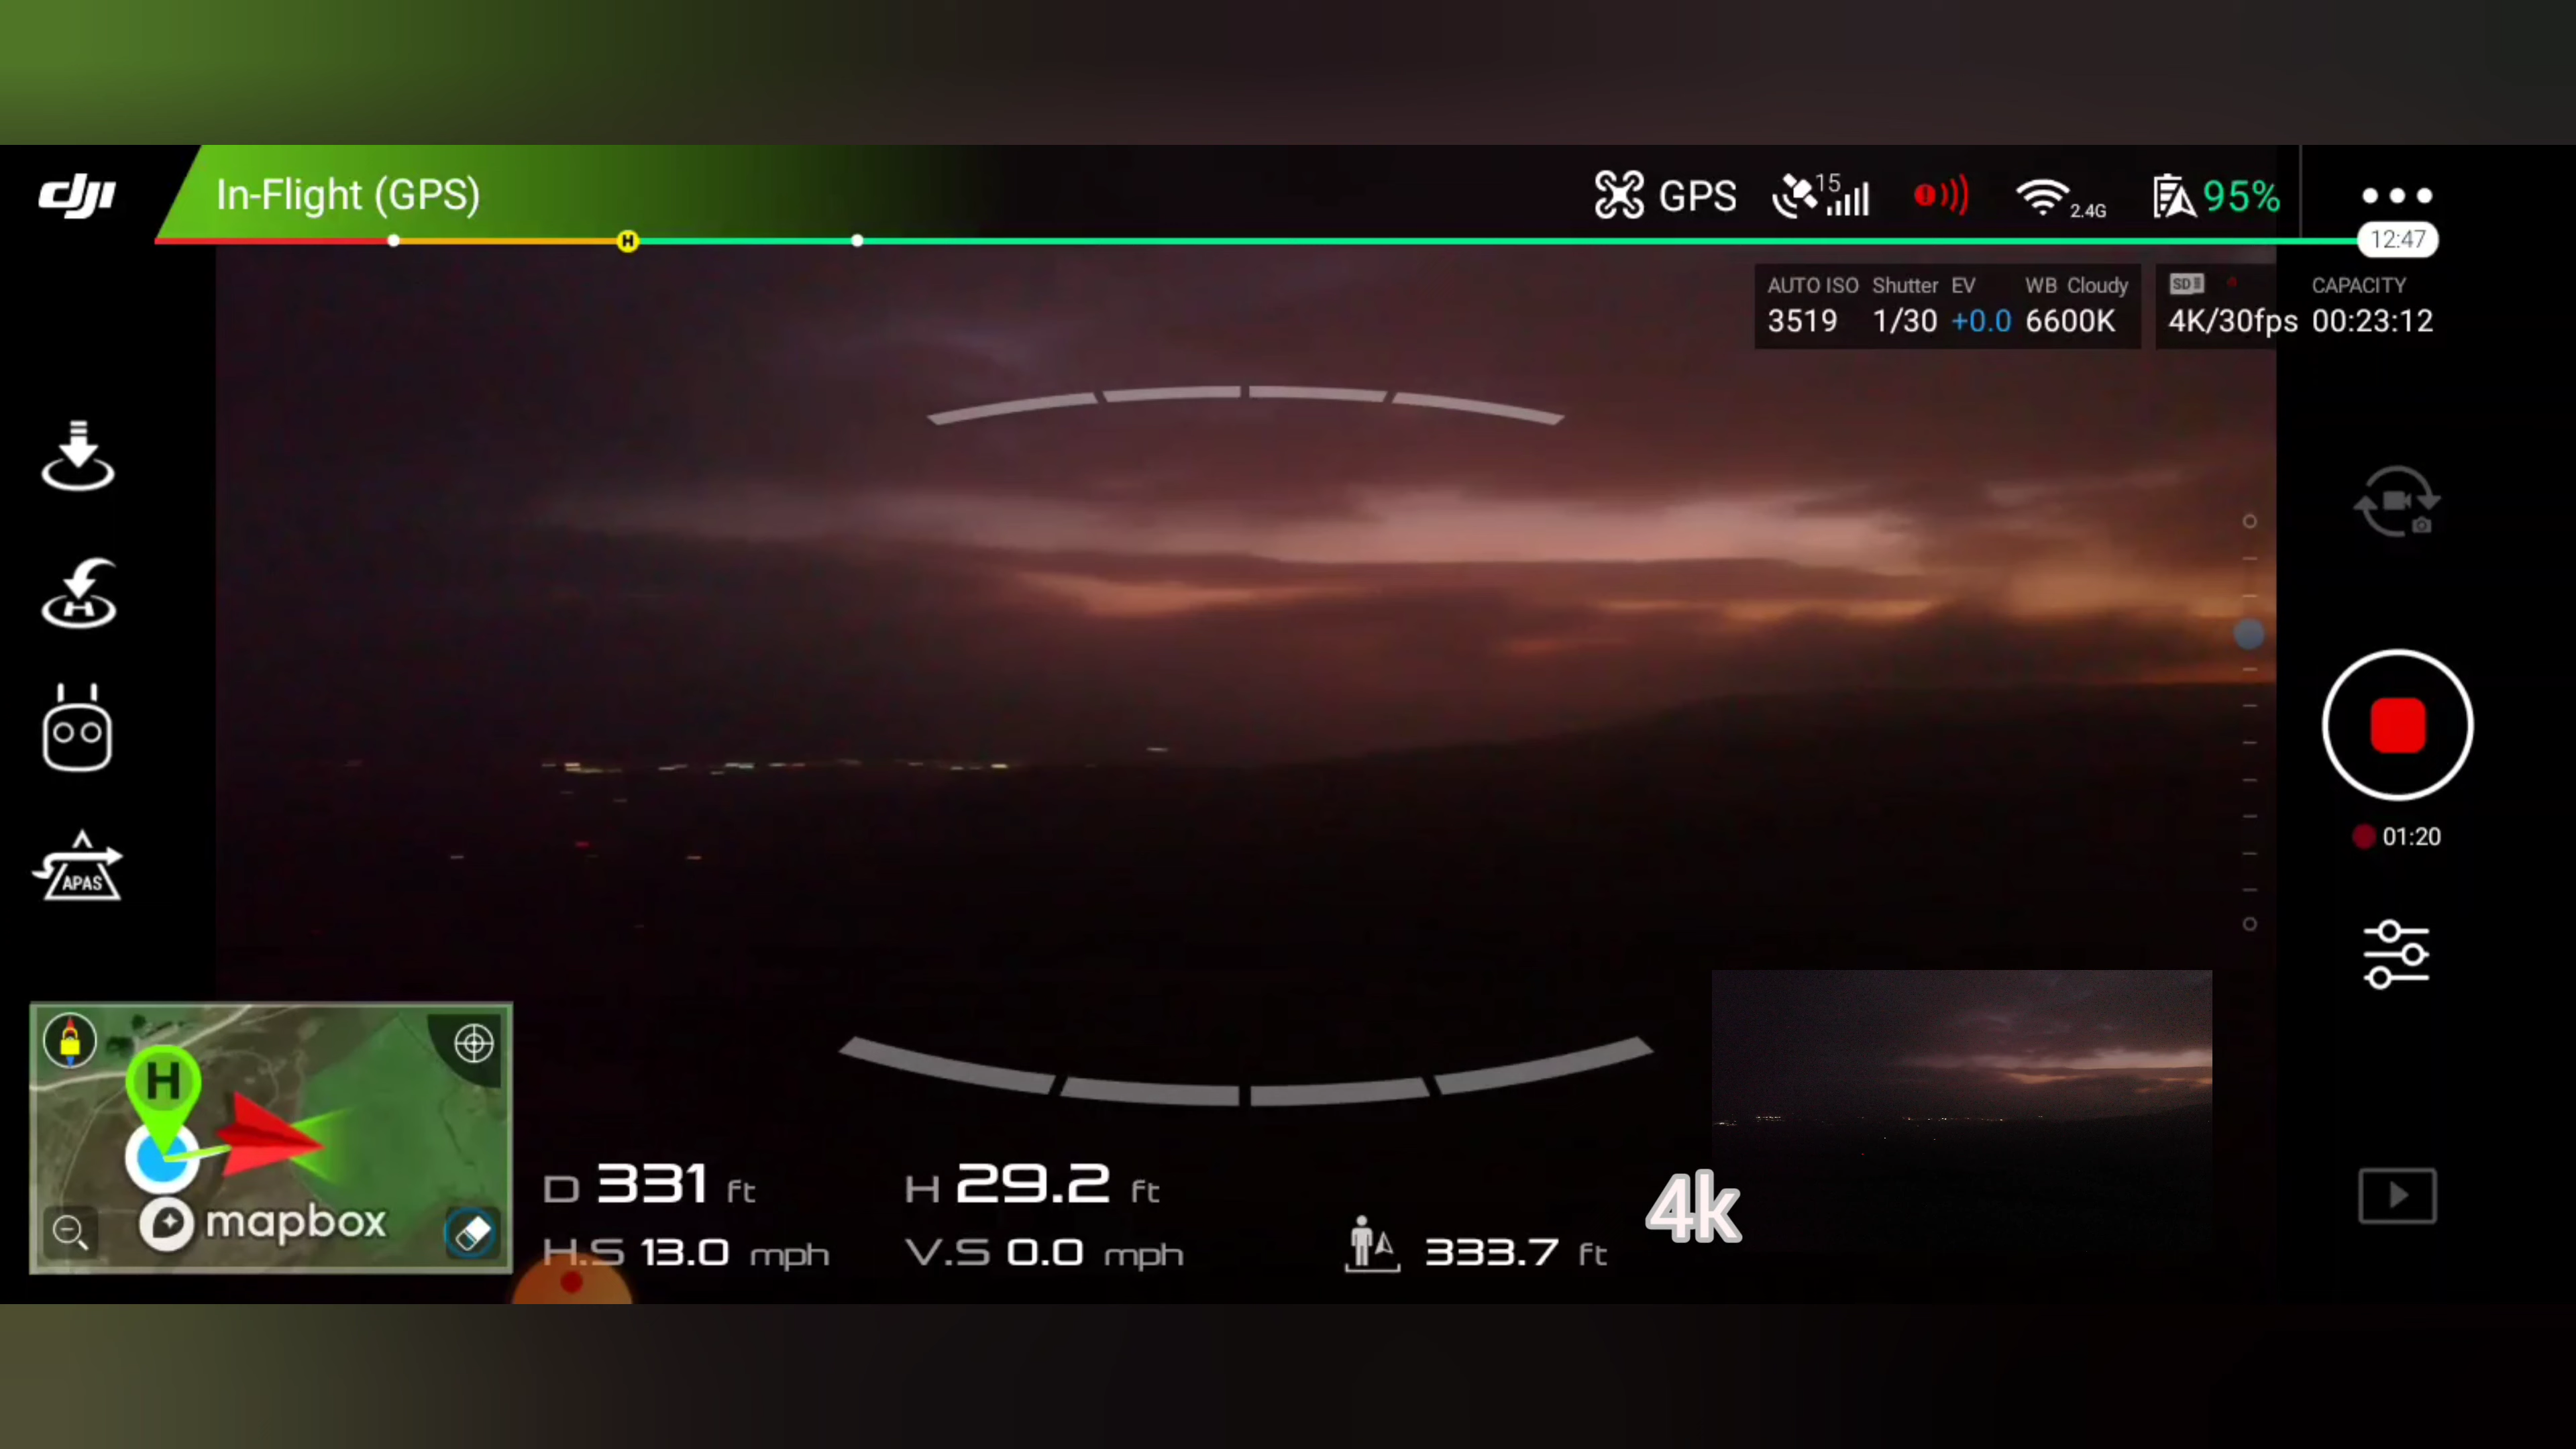 dji
In-Flight (GPS)
GPS
15
2.4G
95%
H
12:47
AUTO ISO Shutter EV WB Cloudy
3519 1/30 +0.0 6600K
SD CAPACITY
4K/30fps 00:23:12
H
APAS
01:20
H
mapbox
D 331 ft H 29.2 ft
H.S 13.0 mph V.S 0.0 mph 333.7 ft
4k